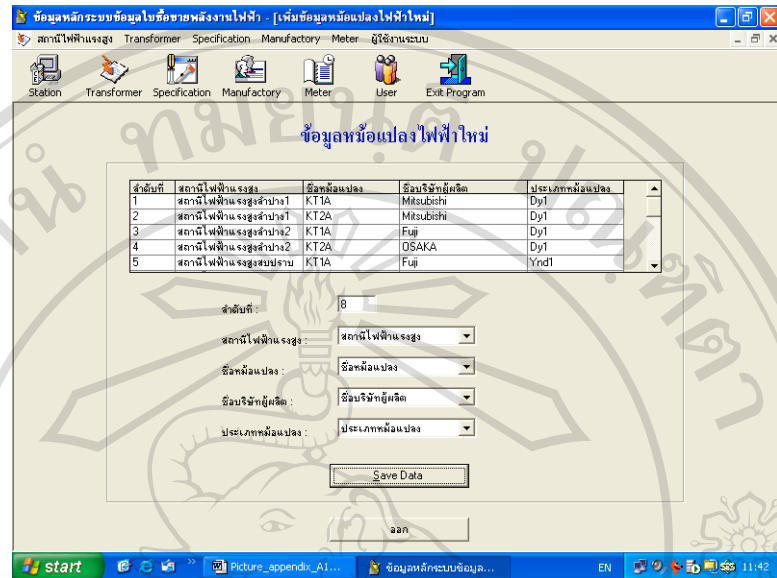 ข้อมูลหลักระบบข้อมูลใบซื้อขายพลังงานไฟฟ้า - [เพิ่มข้อมูลหม้อแปลงไฟฟ้าใหม่]
สถานีไฟฟ้าแรงสูง Transformer Specification Manufactory Meter ผู้ใช้งานระบบ
Station Transformer Specification Manufactory Meter User Exit Program
ข้อมูลหม้อแปลงไฟฟ้าใหม่
ลำดับที่ สถานีไฟฟ้าแรงสูง ชื่อหม้อแปลง ชื่อบริษัทผู้ผลิต ประเภทหม้อแปลง
1 สถานีไฟฟ้าแรงสูงลำปาง1 KT1A Mitsubishi Dy1
2 สถานีไฟฟ้าแรงสูงลำปาง1 KT2A Mitsubishi Dy1
3 สถานีไฟฟ้าแรงสูงลำปาง2 KT1A Fuji Dy1
4 สถานีไฟฟ้าแรงสูงลำปาง2 KT2A OSAKA Dy1
5 สถานีไฟฟ้าแรงสูงสบปราบ KT1A Fuji Ynd1
ลำดับที่ : 8
สถานีไฟฟ้าแรงสูง : สถานีไฟฟ้าแรงสูง
ชื่อหม้อแปลง : ชื่อหม้อแปลง
ชื่อบริษัทผู้ผลิต : ชื่อบริษัทผู้ผลิต
ประเภทหม้อแปลง : ประเภทหม้อแปลง
Save Data
ออก
start Picture_appendix_A1... ข้อมูลหลักระบบข้อมูล... EN 11:42